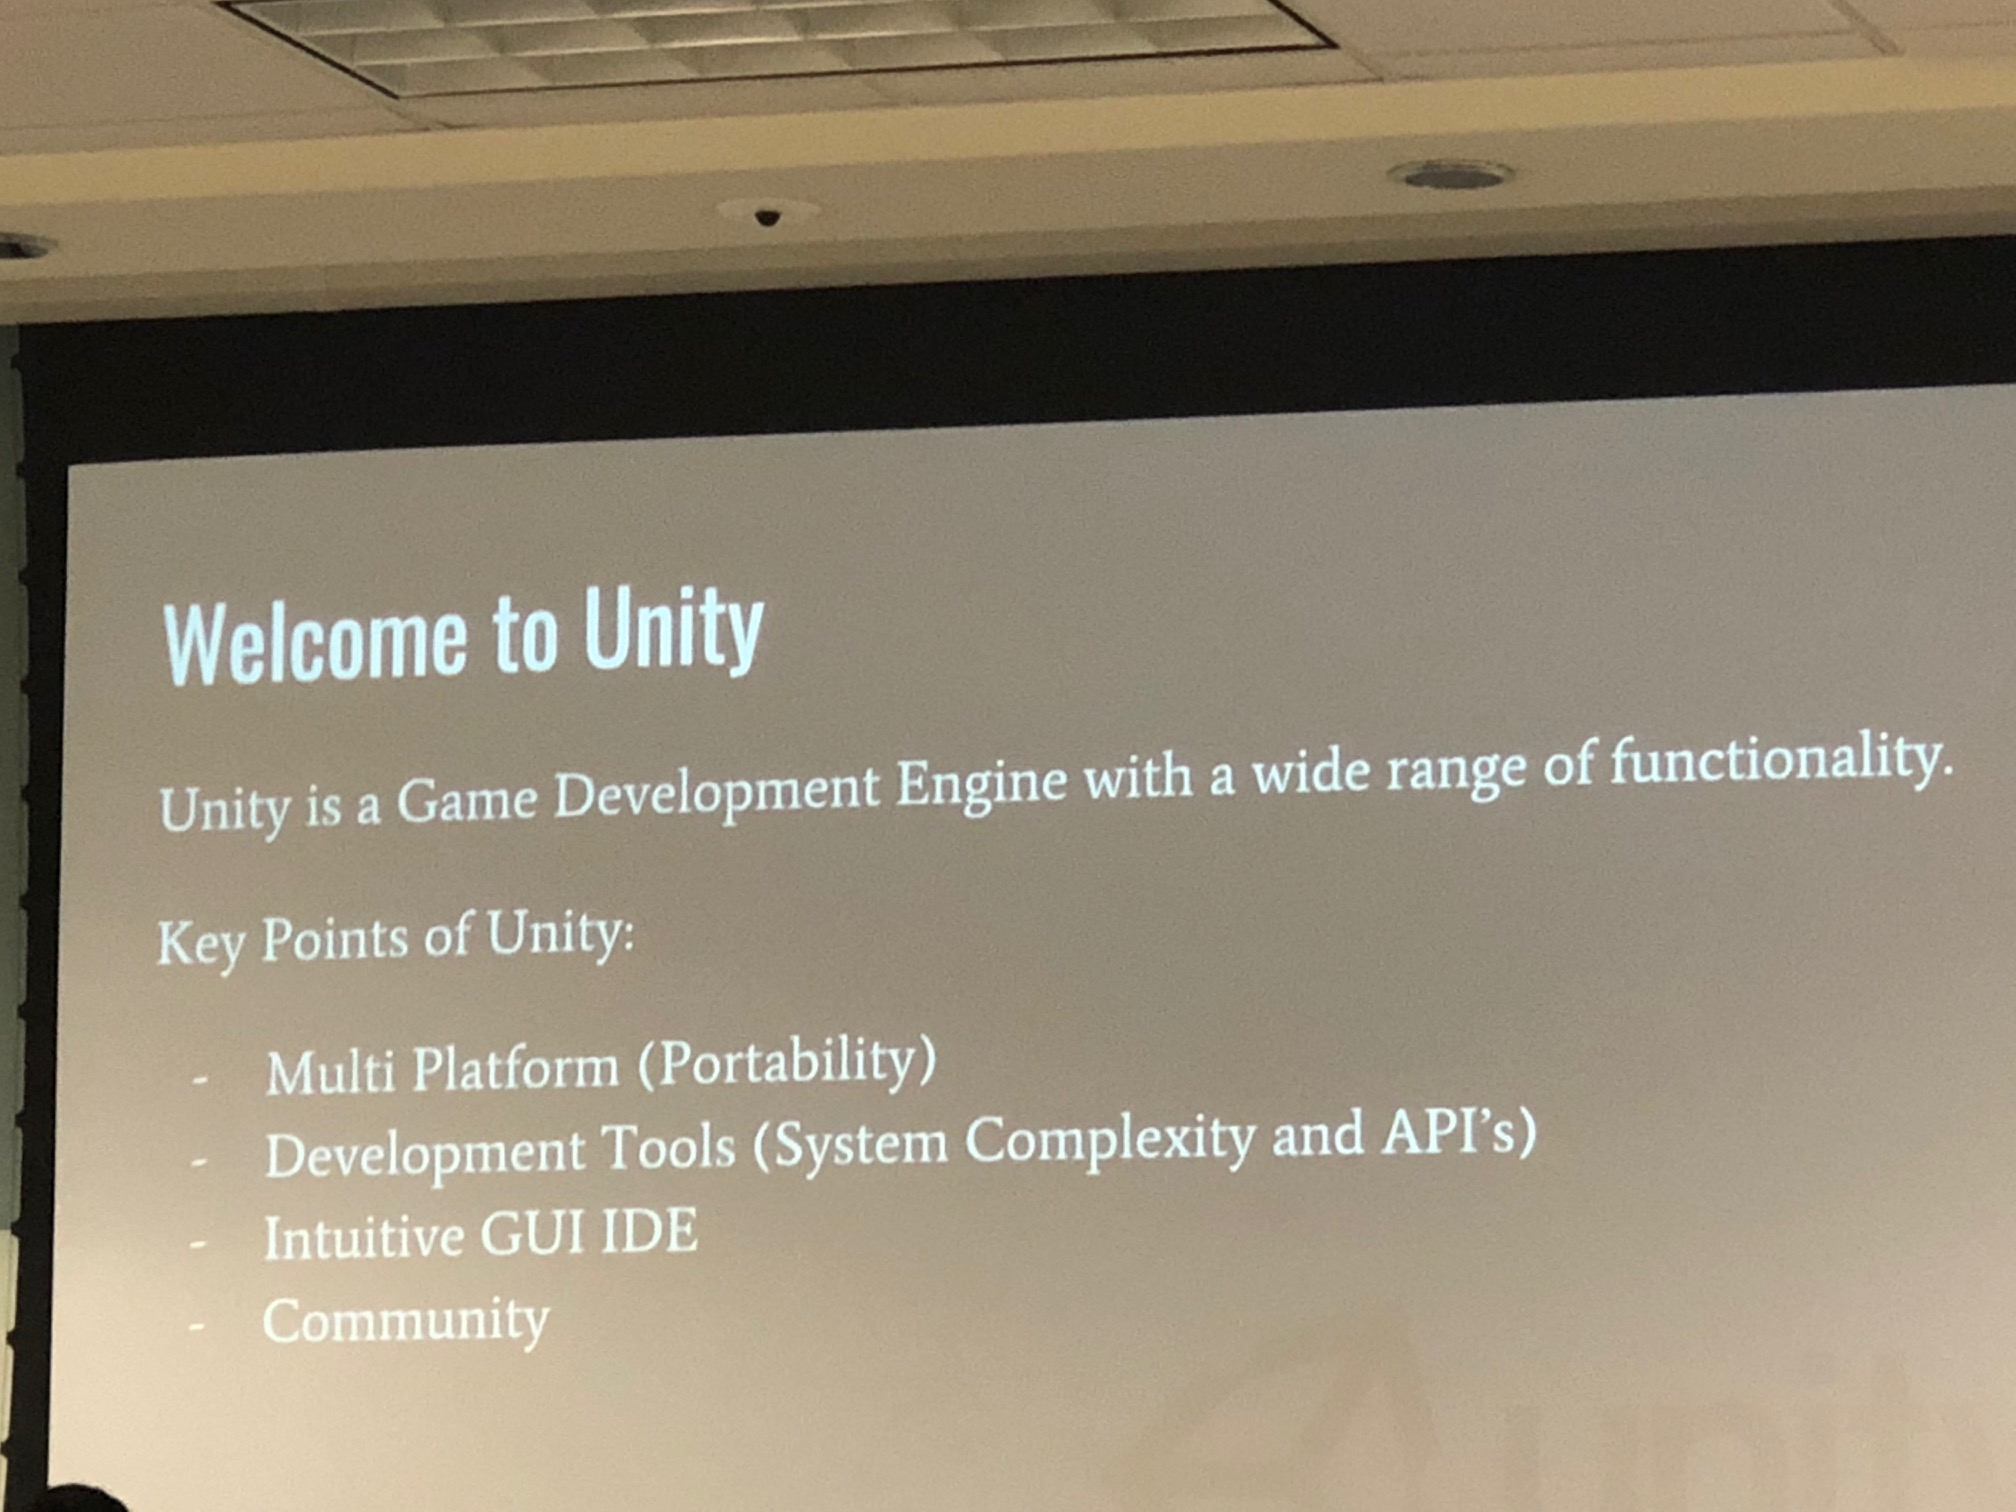 Welcome to Unity
Unity is a Game Development Engine with a wide range of functionality.
Key Points of Unity:
- Multi Platform (Portability)
- Development Tools (System Complexity and API's)
- Intuitive GUI IDE
- Community
unity